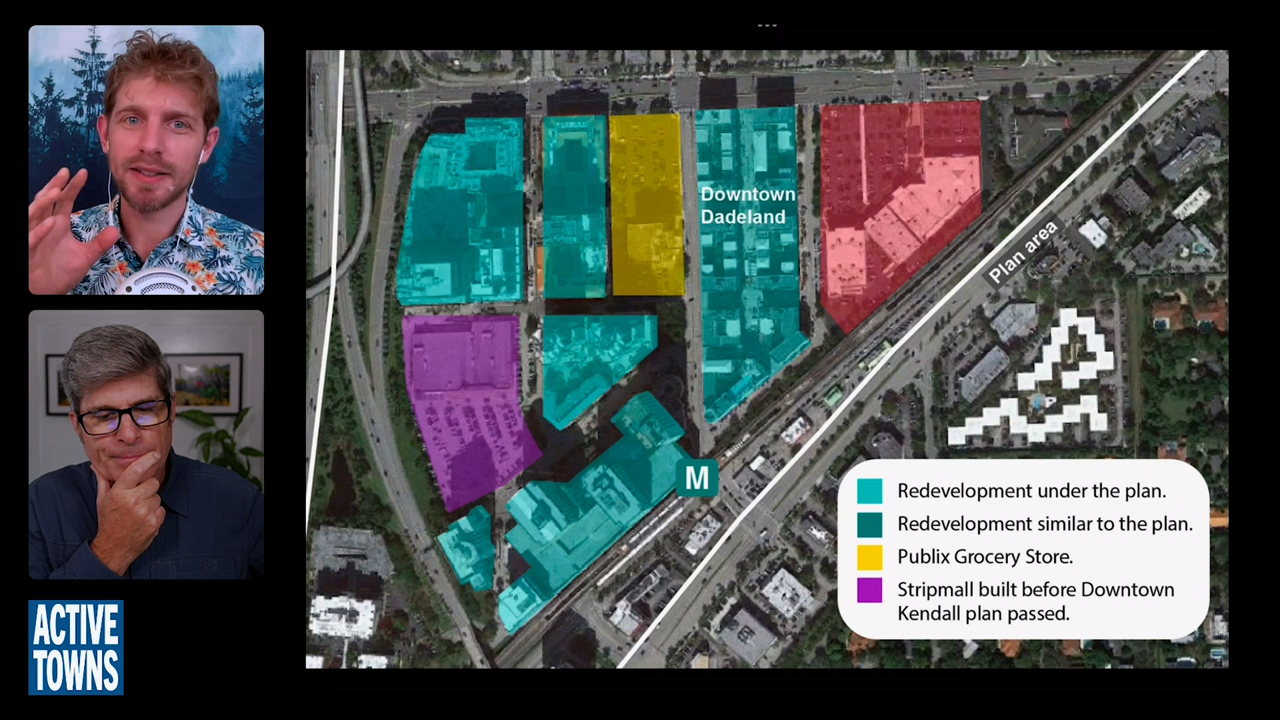 Downtown
Dadeland
Plan area
M
Redevelopment under the plan.
Redevelopment similar to the plan.
Publix Grocery Store.
Stripmall built before Downtown
Kendall plan passed.
ACTIVE
TOWNS